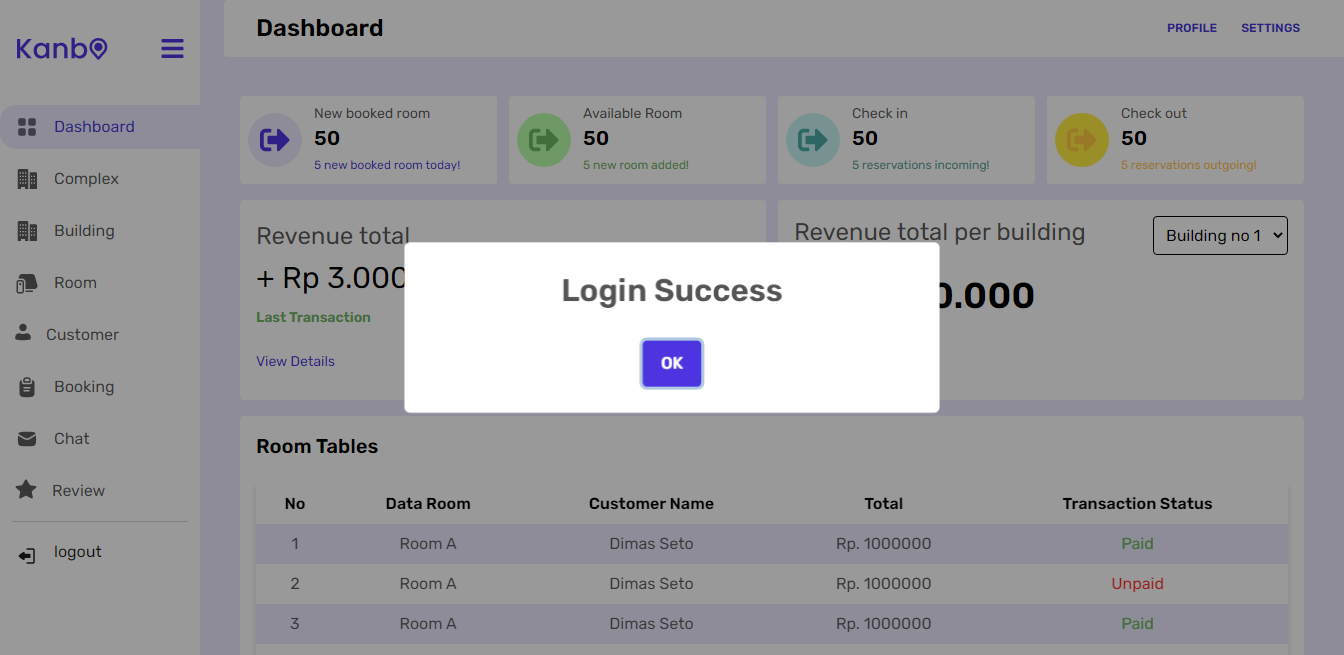 Kanbo
Dashboard
PROFILE
SETTINGS
Dashboard
Complex
Building
Room
Customer
Booking
Chat
Review
logout
New booked room
50
5 new booked room today!
Available Room
50
5 new room added!
Check in
50
5 reservations incoming!
Check out
50
5 reservations outgoing!
Revenue total
+ Rp 3.000
Last Transaction
View Details
Revenue total per building
Building no 1
0.000
Login Success
OK
Room Tables
No Data Room Customer Name Total Transaction Status
1 Room A Dimas Seto Rp. 1000000 Paid
2 Room A Dimas Seto Rp. 1000000 Unpaid
3 Room A Dimas Seto Rp. 1000000 Paid